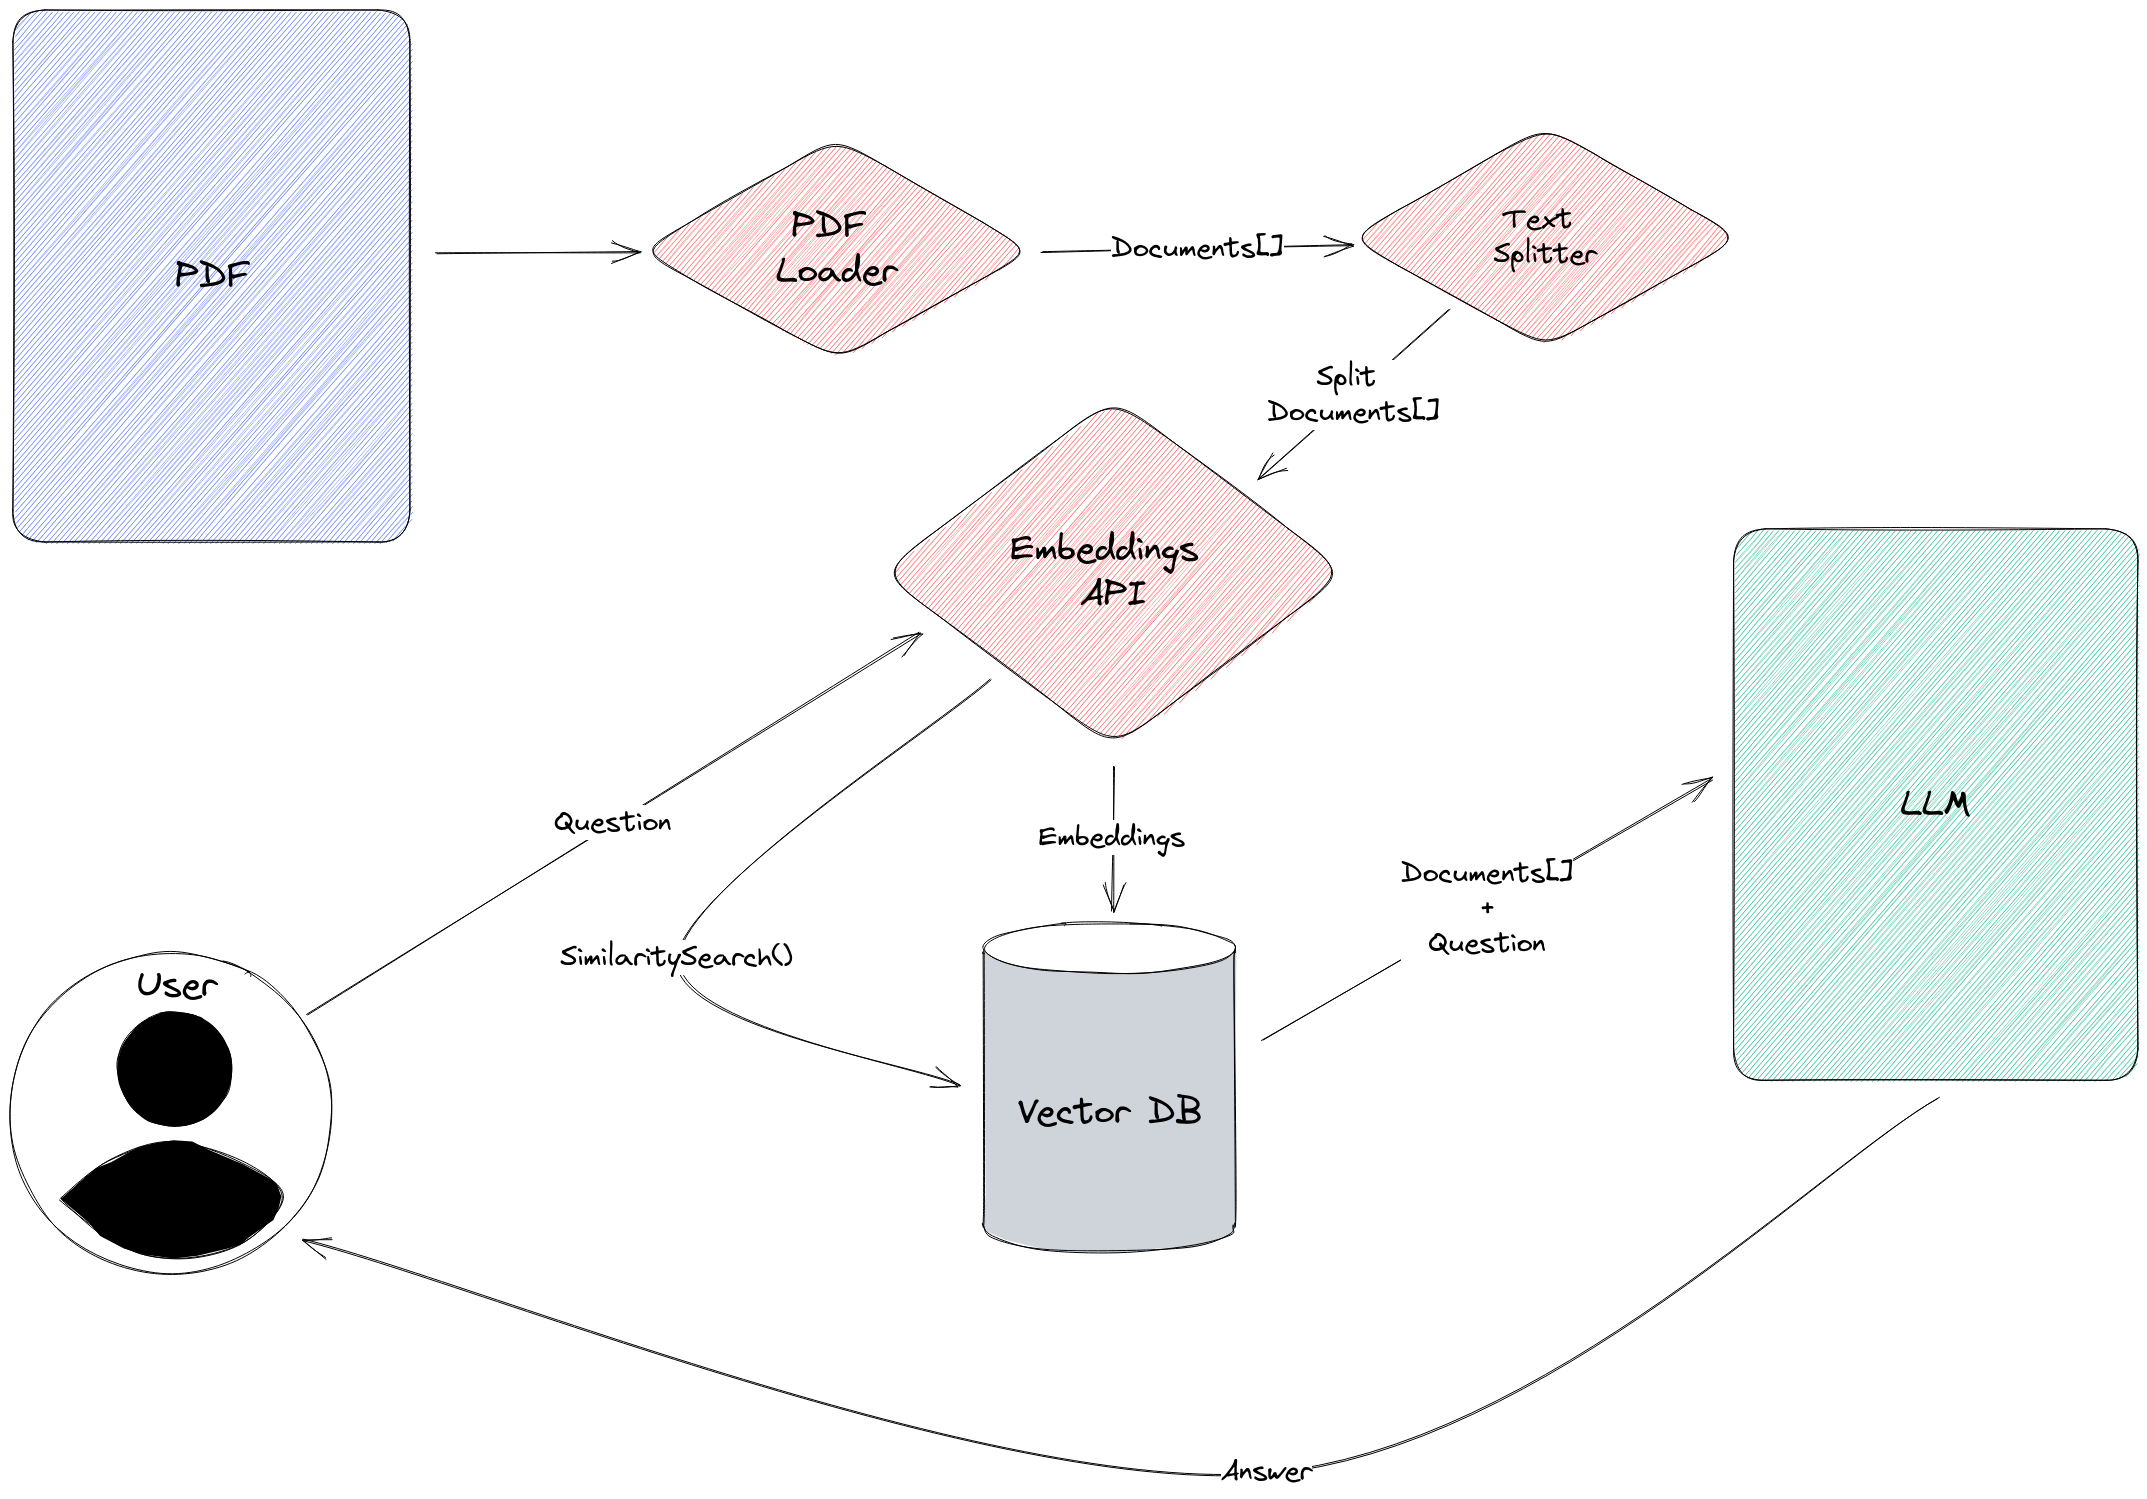 PDF
PDF
Loader
Documents[]
Text
Splitter
Split
Documents[]
Embeddings
API
Question
Embeddings
SimilaritySearch()
Documents[]
+
Question
LLM
User
Vector DB
Answer